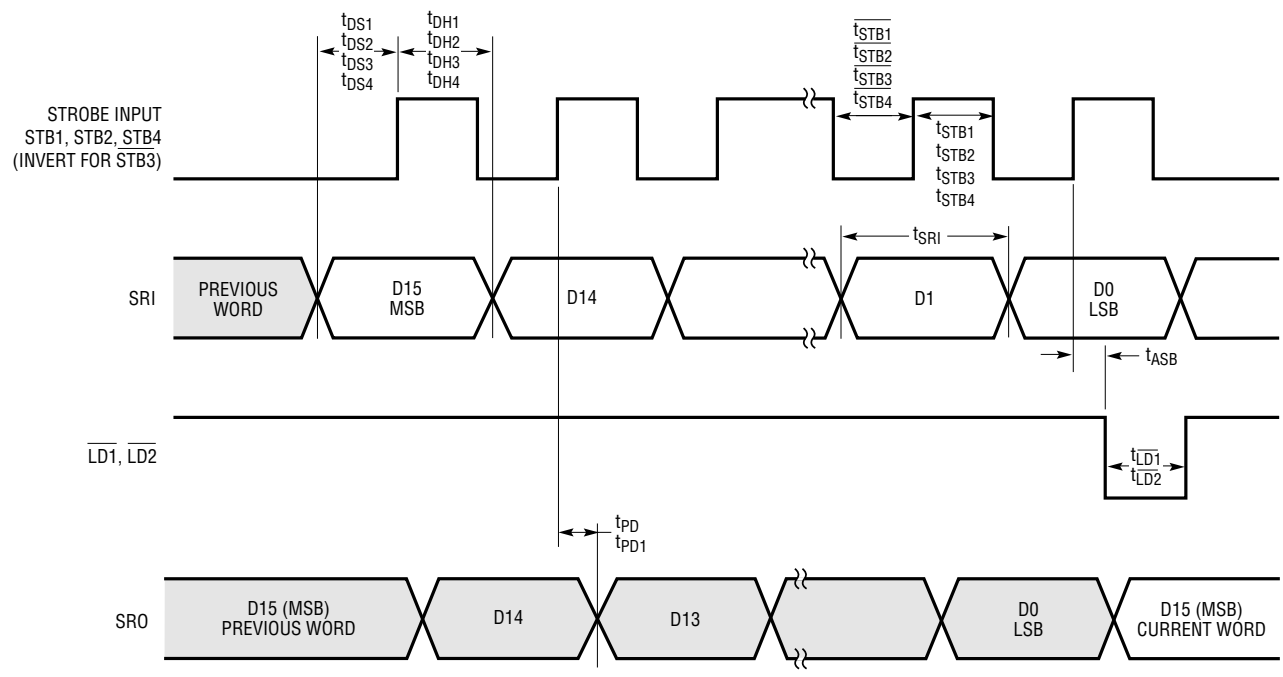 tDS1
tDS2
tDS3
tDS4
tDH1
tDH2
tDH3
tDH4
tSTB1
tSTB2
tSTB3
tSTB4
STROBE INPUT
STB1, STB2, STB4
(INVERT FOR STB3)
tSTB1
tSTB2
tSTB3
tSTB4
tSRI
SRI
PREVIOUS
WORD
D15
MSB
D14
D1
D0
LSB
tASB
LD1, LD2
tLD1
tLD2
tPD
tPD1
SRO
D15 (MSB)
PREVIOUS WORD
D14
D13
D0
LSB
D15 (MSB)
CURRENT WORD